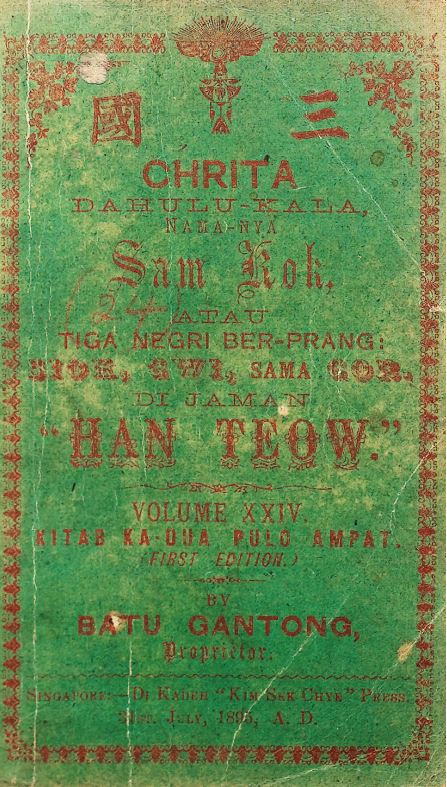 三國
CHRITA
DAHULU-KALA,
NAMA-NYA
Sam Kok,
(24)
ATAU
TIGA NEGRI BER-PRANG:
SIOK, GWI, SAMA GOR.
DI JAMAN
"HAN TEOW."
VOLUME XXIV.
KITAB KA-DUA PULO AMPAT.
(FIRST EDITION.)
BY
BATU GANTONG,
Proprietor.
SINGAPORE:—DI KADEH "KIM SEK CHYE" PRESS.
31ST. JULY, 1895, A. D.